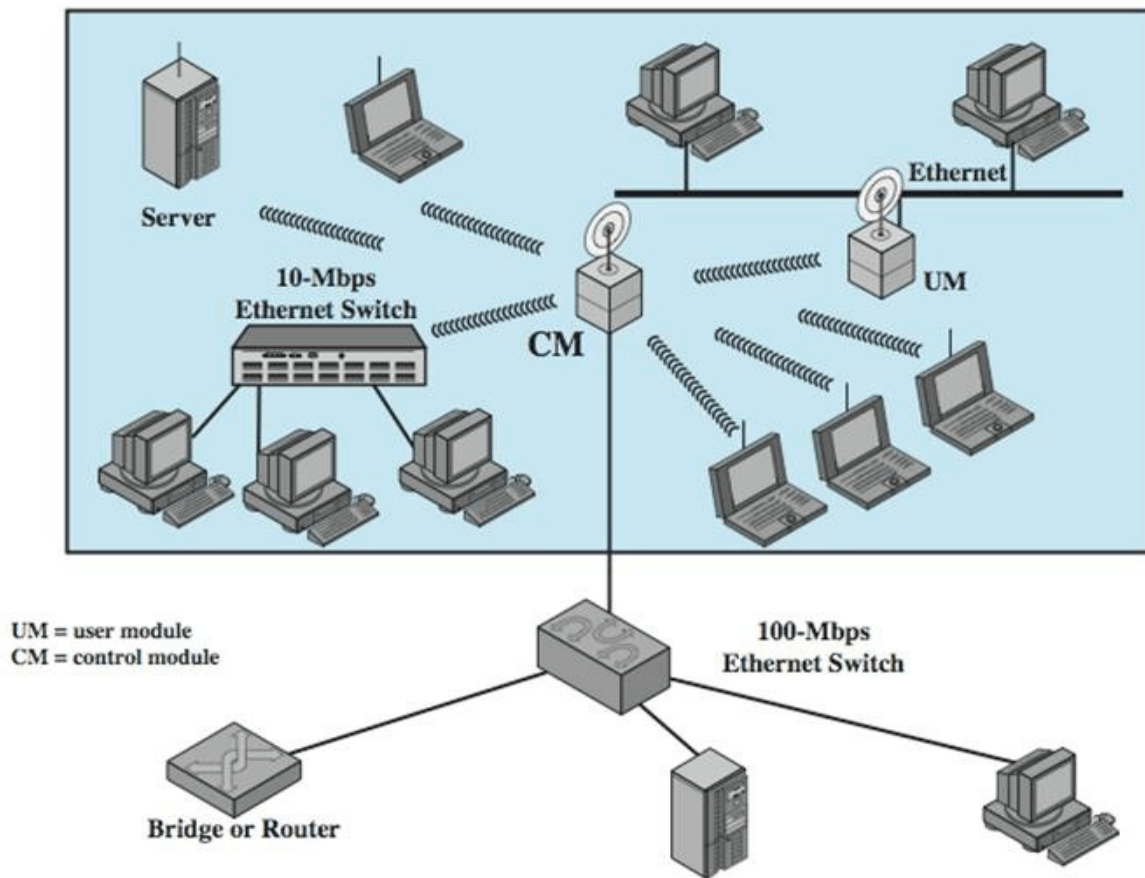 Ethernet
Server
UM
10-Mbps
Ethernet Switch
CM
UM = user module
CM = control module
100-Mbps
Ethernet Switch
Bridge or Router